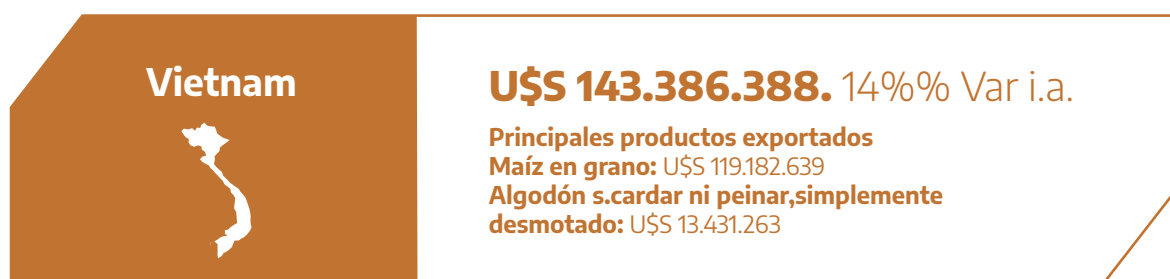 Vietnam
U$S 143.386.388. 14%% Var i.a.
Principales productos exportados
Maíz en grano: U$S 119.182.639
Algodón s.cardar ni peinar,simplemente
desmotado: U$S 13.431.263